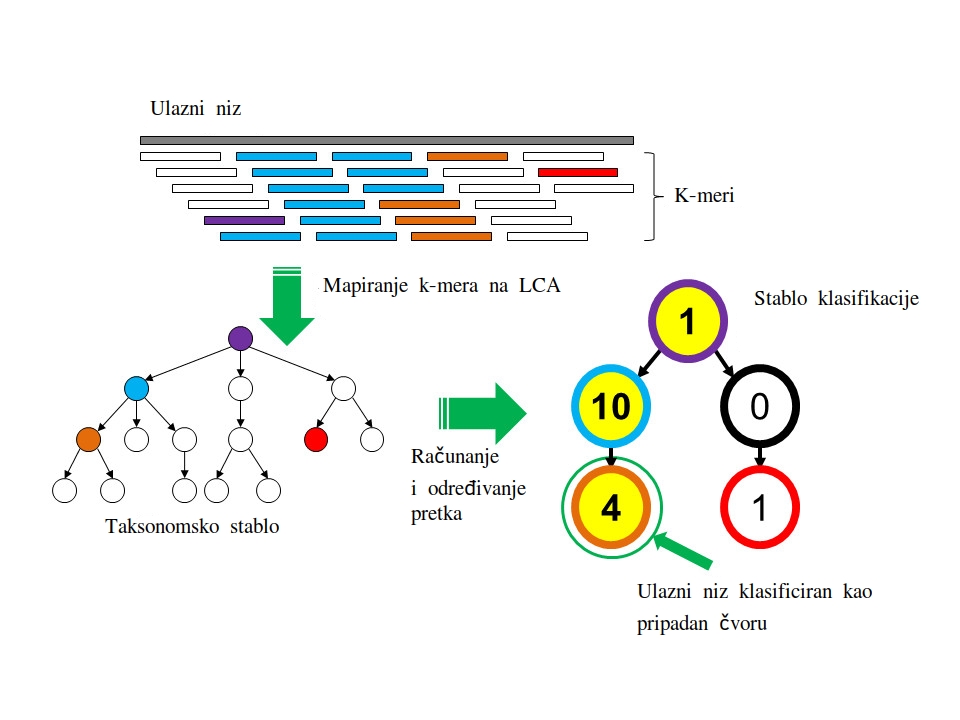 Ulazni niz
K-meri
Mapiranje k-mera na LCA
Stablo klasifikacije
1
10
0
Računanje
i određivanje
pretka
4
1
Taksonomsko stablo
Ulazni niz klasificiran kao
pripadan čvoru